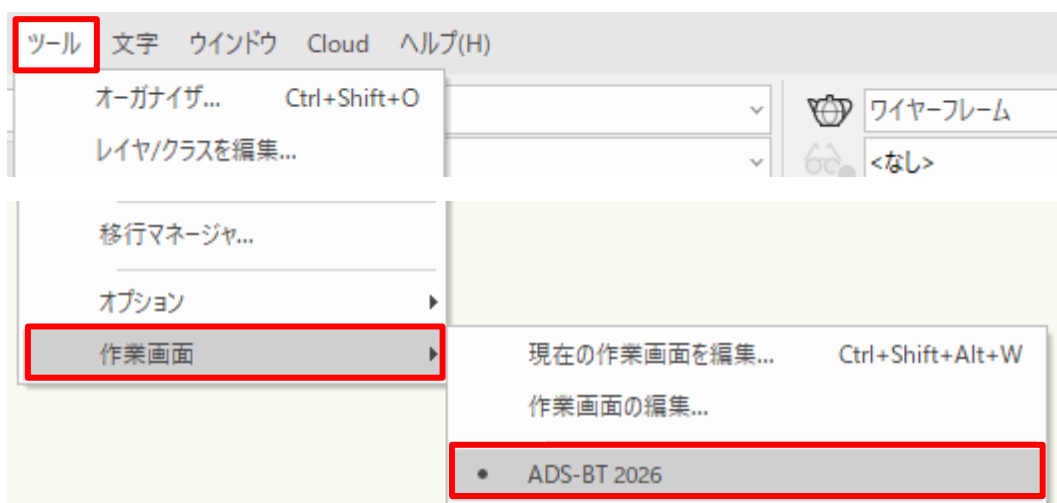 ツール 文字 ウインドウ Cloud ヘルプ(H)
オーガナイザ... Ctrl+Shift+O
ワイヤーフレーム
レイヤ/クラスを編集...
<なし>
移行マネージャ...
オプション
作業画面
現在の作業画面を編集... Ctrl+Shift+Alt+W
作業画面の編集...
• ADS-BT 2026